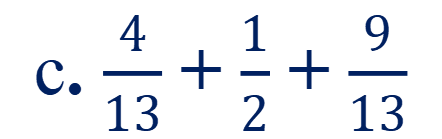 c. 4/13 + 1/2 + 9/13